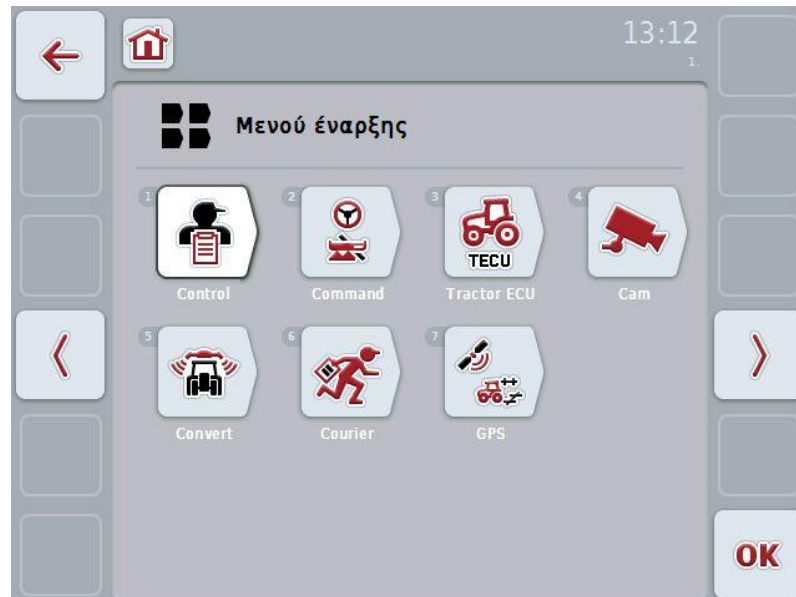 13:12
1.
Μενού έναρξης
1 2 3 4
TECU
Control Command Tractor ECU Cam
5 6 7
Convert Courier GPS
OK